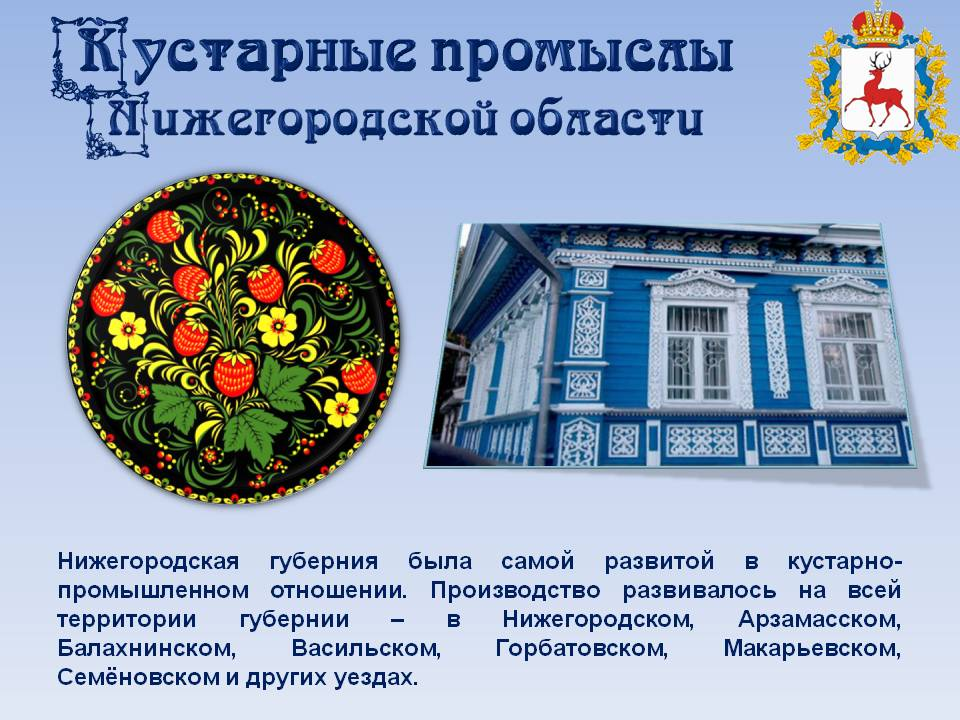 Кустарные промыслы
Нижегородской области
Нижегородская губерния была самой развитой в кустарно-
промышленном отношении. Производство развивалось на всей
территории губернии – в Нижегородском, Арзамасском,
Балахнинском, Васильском, Горбатовском, Макарьевском,
Семёновском и других уездах.